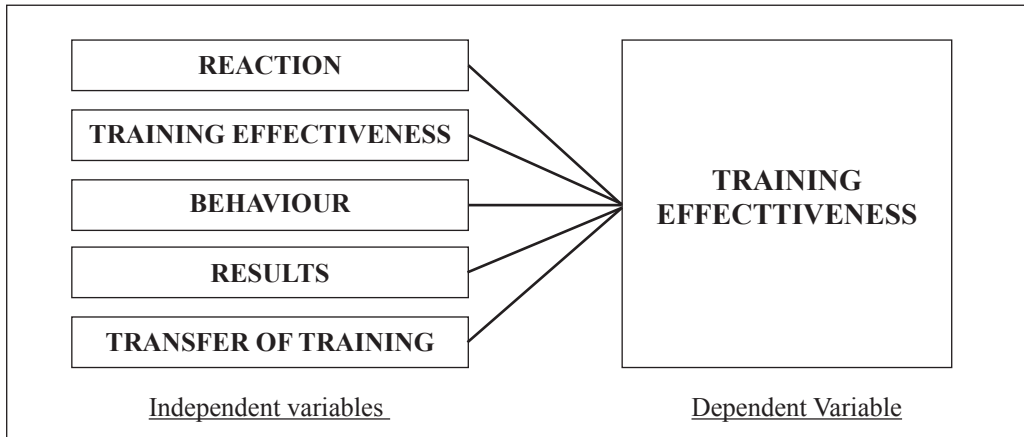 REACTION
TRAINING EFFECTIVENESS
BEHAVIOUR
RESULTS
TRANSFER OF TRAINING
Independent variables
TRAINING
EFFECTTIVENESS
Dependent Variable